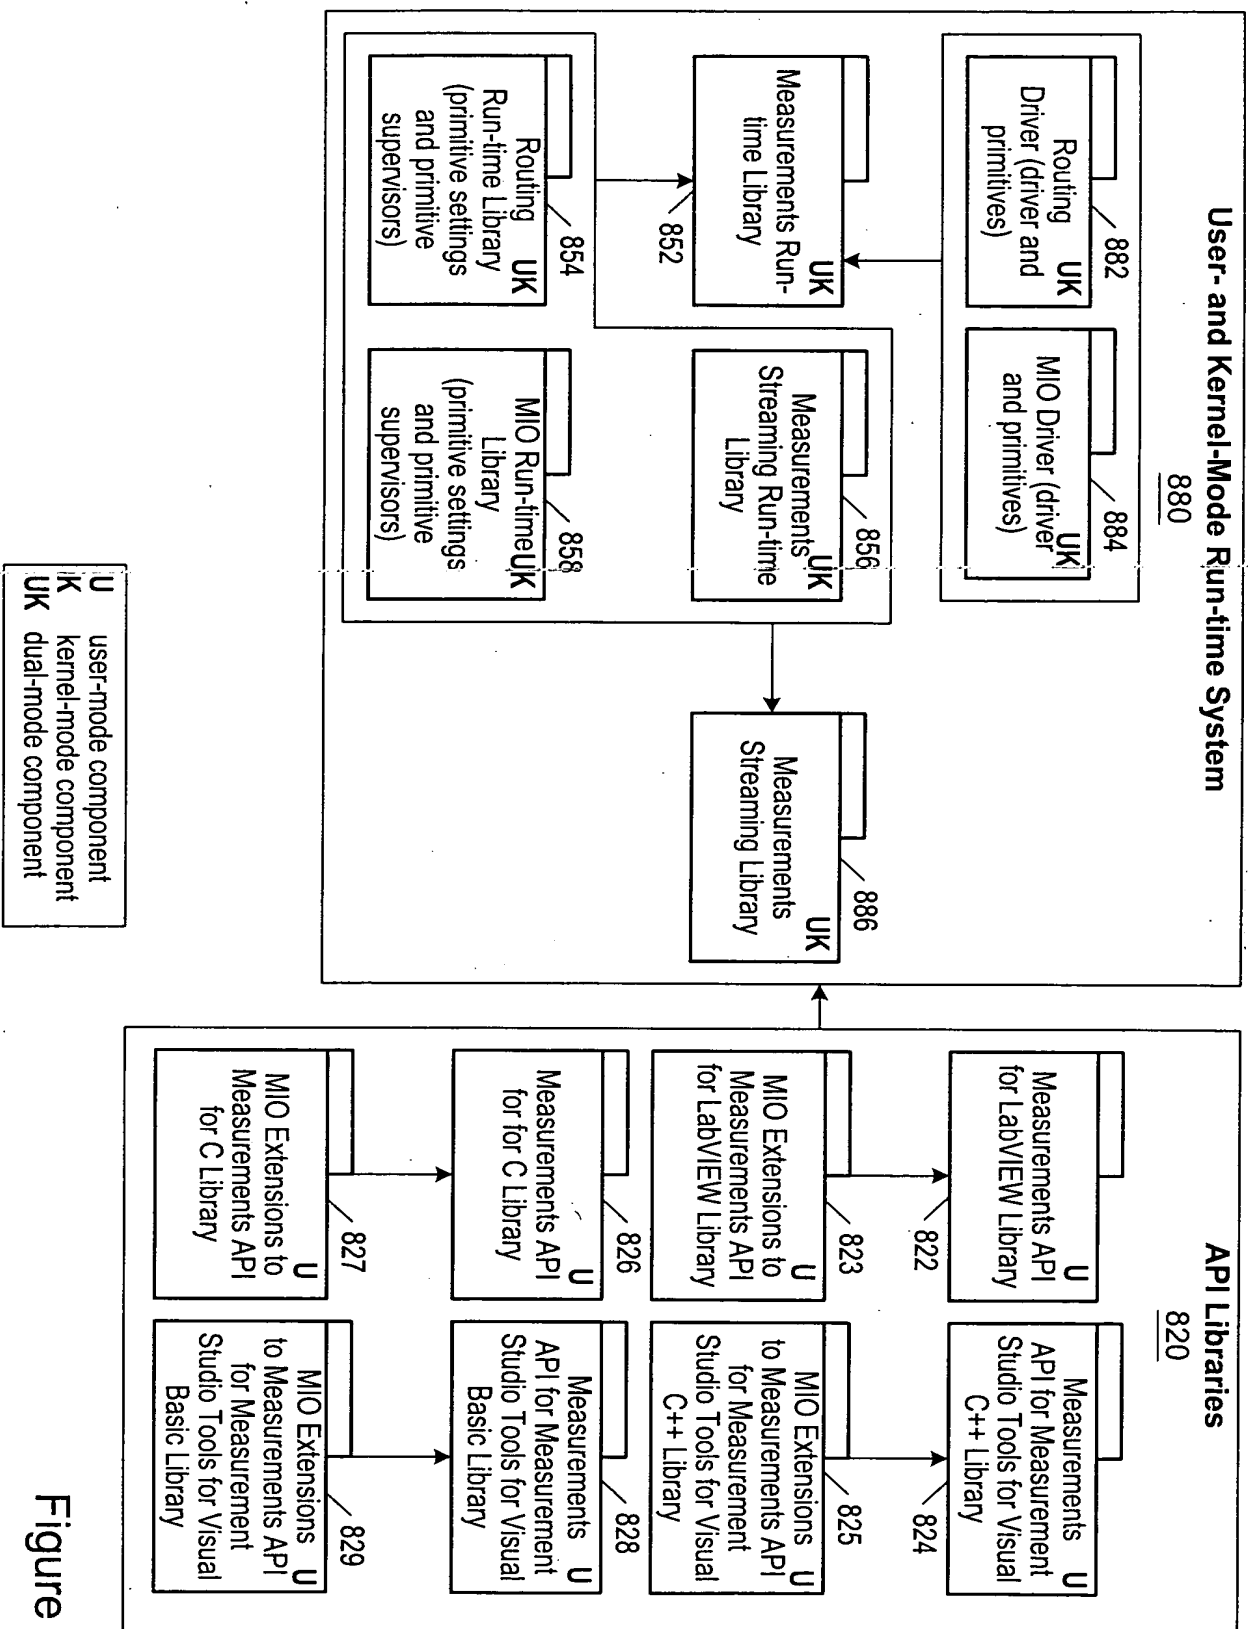 User- and Kernel-Mode Run-time System
880
Routing UK
Driver (driver and
primitives)
882
MIO Driver (driver UK
and primitives)
884
Measurements Run- UK
time Library
852
Measurements UK
Streaming Run-time
Library
856
Routing UK
Run-time Library
(primitive settings
and primitive
supervisors)
854
MIO Run-time UK
Library
(primitive settings
and primitive
supervisors)
858
Measurements UK
Streaming Library
886
API Libraries
820
Measurements API U
for LabVIEW Library
822
Measurements U
API for Measurement
Studio Tools for Visual
C++ Library
824
MIO Extensions to U
Measurements API
for LabVIEW Library
823
MIO Extensions U
to Measurements API
for Measurement
Studio Tools for Visual
C++ Library
825
Measurements API U
for for C Library
826
Measurements U
API for Measurement
Studio Tools for Visual
Basic Library
828
MIO Extensions to U
Measurements API
for C Library
827
MIO Extensions U
to Measurements API
for Measurement
Studio Tools for Visual
Basic Library
829
U user-mode component
K kernel-mode component
UK dual-mode component
Figure